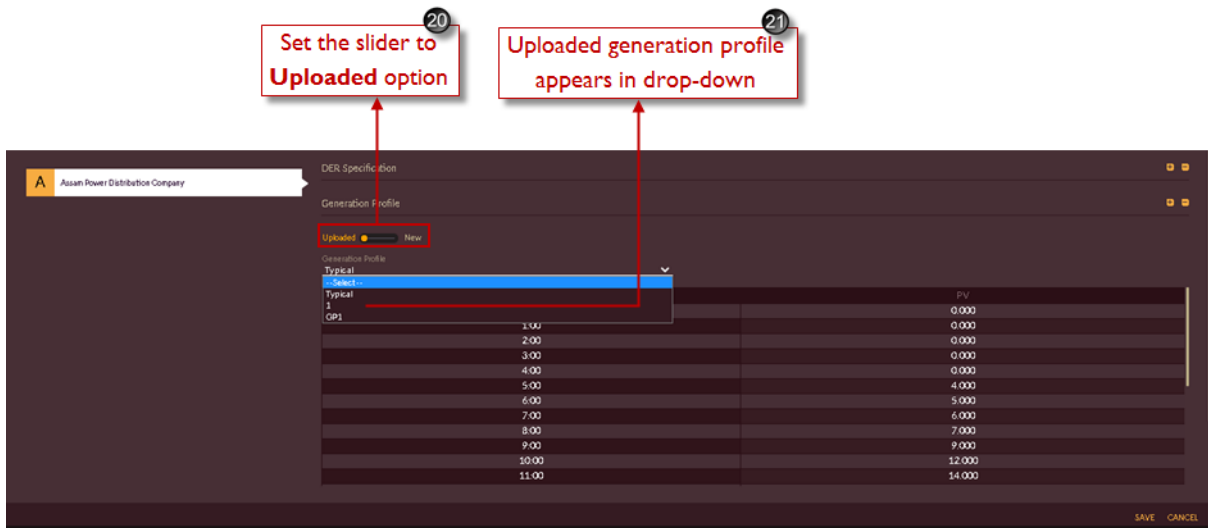 20
Set the slider to
Uploaded option
21
Uploaded generation profile
appears in drop-down
A Assam Power Distribution Company
DER Specification
Generation Profile
Uploaded New
Generation Profile
Typical
--Select--
Typical
1
GP1
PV
0.000
1:00 0.000
2:00 0.000
3:00 0.000
4:00 0.000
5:00 4.000
6:00 5.000
7:00 6.000
8:00 7.000
9:00 9.000
10:00 12.000
11:00 14.000
SAVE CANCEL